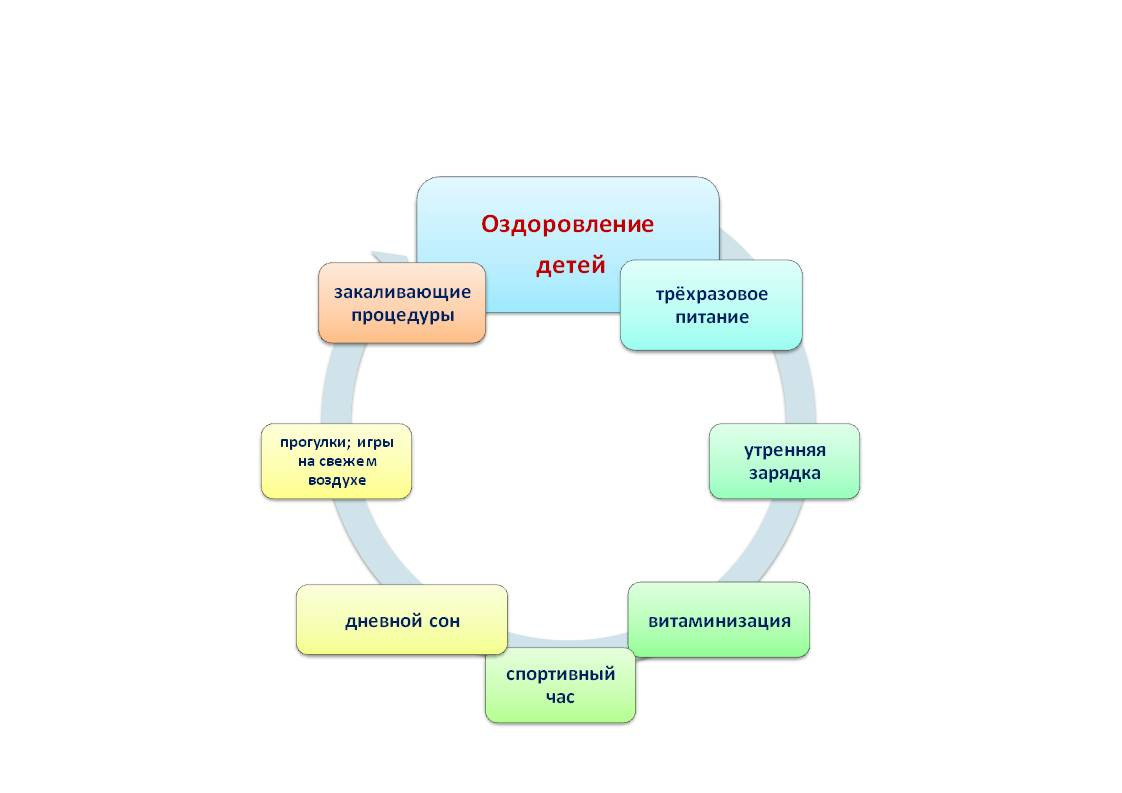 Оздоровление
детей
трёхразовое
питание
утренняя
зарядка
витаминизация
спортивный
час
дневной сон
прогулки; игры
на свежем
воздухе
закаливающие
процедуры